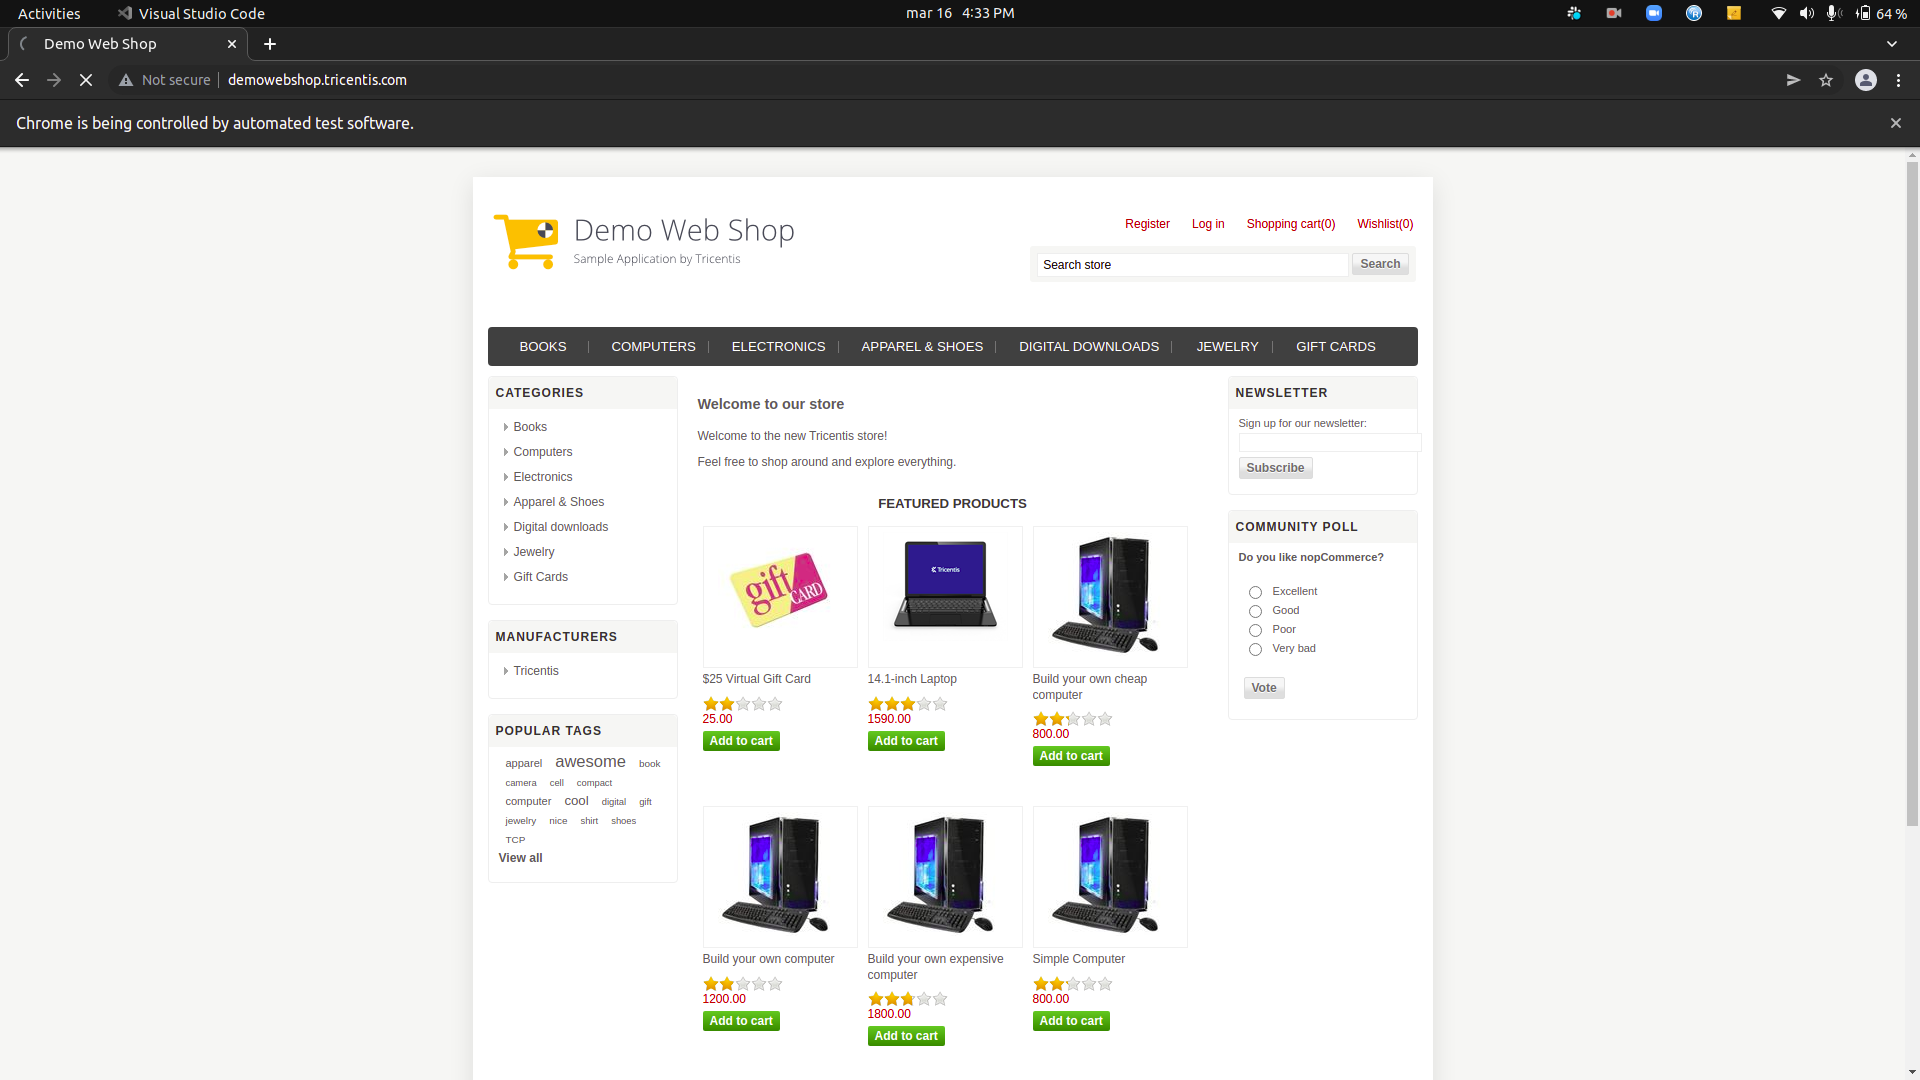 Activities
Visual Studio Code
mar 16 4:33 PM
64 %
Demo Web Shop
Not secure
demowebshop.tricentis.com
Chrome is being controlled by automated test software.
Demo Web Shop
Sample Application by Tricentis
Register
Log in
Shopping cart(0)
Wishlist(0)
Search store
Search
BOOKS
COMPUTERS
ELECTRONICS
APPAREL & SHOES
DIGITAL DOWNLOADS
JEWELRY
GIFT CARDS
CATEGORIES
Books
Computers
Electronics
Apparel & Shoes
Digital downloads
Jewelry
Gift Cards
MANUFACTURERS
Tricentis
POPULAR TAGS
apparel awesome book
camera cell compact
computer cool digital gift
jewelry nice shirt shoes
TCP
View all
Welcome to our store
Welcome to the new Tricentis store!
Feel free to shop around and explore everything.
FEATURED PRODUCTS
gift
CARD
$25 Virtual Gift Card
25.00
Add to cart
Tricentis
14.1-inch Laptop
1590.00
Add to cart
Build your own cheap
computer
800.00
Add to cart
Build your own computer
1200.00
Add to cart
Build your own expensive
computer
1800.00
Add to cart
Simple Computer
800.00
Add to cart
NEWSLETTER
Sign up for our newsletter:
Subscribe
COMMUNITY POLL
Do you like nopCommerce?
Excellent
Good
Poor
Very bad
Vote